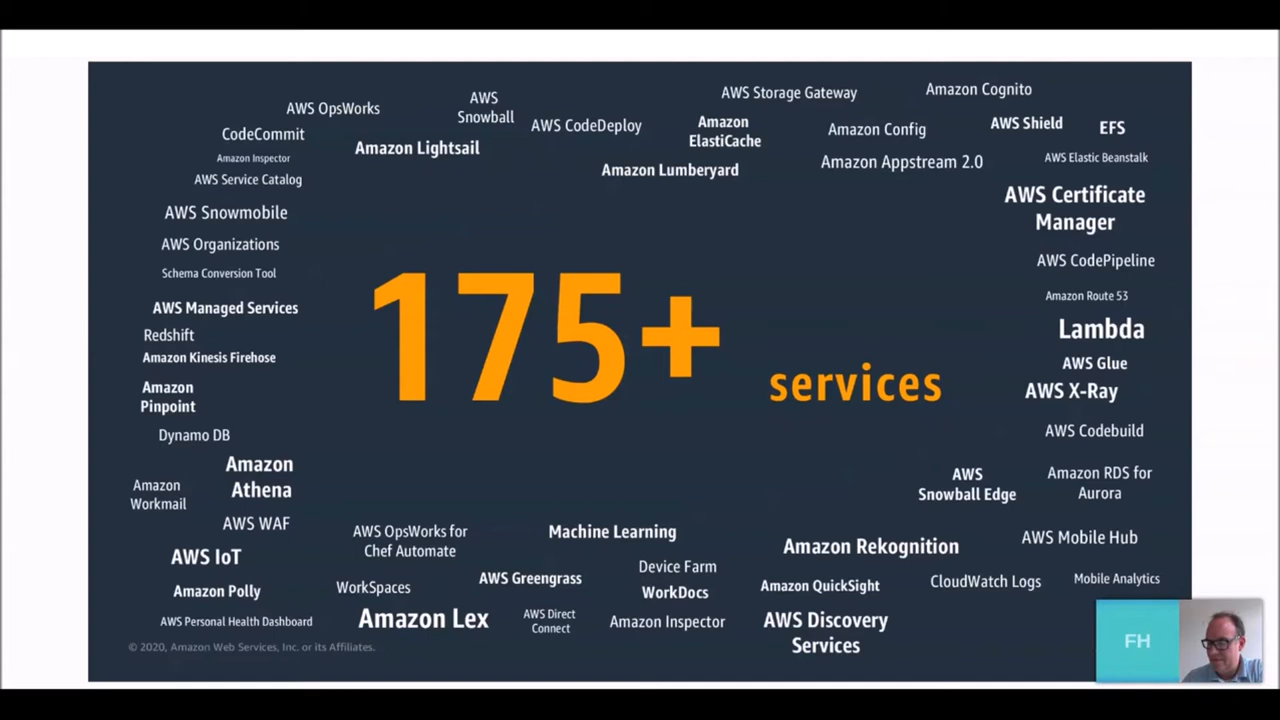 AWS OpsWorks
AWS
Snowball
AWS CodeDeploy
AWS Storage Gateway
Amazon Cognito
CodeCommit
Amazon Lightsail
Amazon
ElastiCache
Amazon Config
AWS Shield
EFS
Amazon Inspector
Amazon Lumberyard
Amazon Appstream 2.0
AWS Elastic Beanstalk
AWS Service Catalog
AWS Certificate
Manager
AWS Snowmobile
AWS Organizations
AWS CodePipeline
Schema Conversion Tool
Amazon Route 53
AWS Managed Services
Lambda
Redshift
175+
services
Amazon Kinesis Firehose
AWS Glue
Amazon
Pinpoint
AWS X-Ray
Dynamo DB
AWS Codebuild
Amazon
Athena
AWS
Snowball Edge
Amazon RDS for
Aurora
Amazon
Workmail
AWS WAF
AWS OpsWorks for
Chef Automate
Machine Learning
Amazon Rekognition
AWS Mobile Hub
AWS IoT
Device Farm
Amazon Polly
WorkSpaces
AWS Greengrass
WorkDocs
Amazon QuickSight
CloudWatch Logs
Mobile Analytics
AWS Personal Health Dashboard
Amazon Lex
AWS Direct
Connect
Amazon Inspector
AWS Discovery
Services
© 2020, Amazon Web Services, Inc. or its Affiliates.
FH